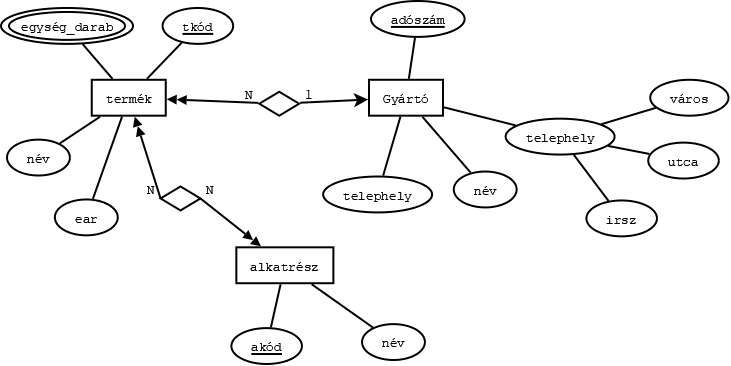 egység_darab
tkód
adószám
termék
N
1
Gyártó
város
telephely
név
utca
név
telephely
N
N
ear
irsz
alkatrész
akód
név